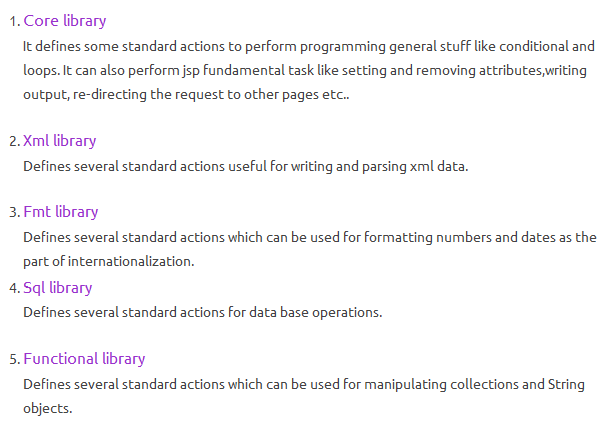 1. Core library
It defines some standard actions to perform programming general stuff like conditional and
loops. It can also perform jsp fundamental task like setting and removing attributes,writing
output, re-directing the request to other pages etc..
2. Xml library
Defines several standard actions useful for writing and parsing xml data.
3. Fmt library
Defines several standard actions which can be used for formatting numbers and dates as the
part of internationalization.
4. Sql library
Defines several standard actions for data base operations.
5. Functional library
Defines several standard actions which can be used for manipulating collections and String
objects.